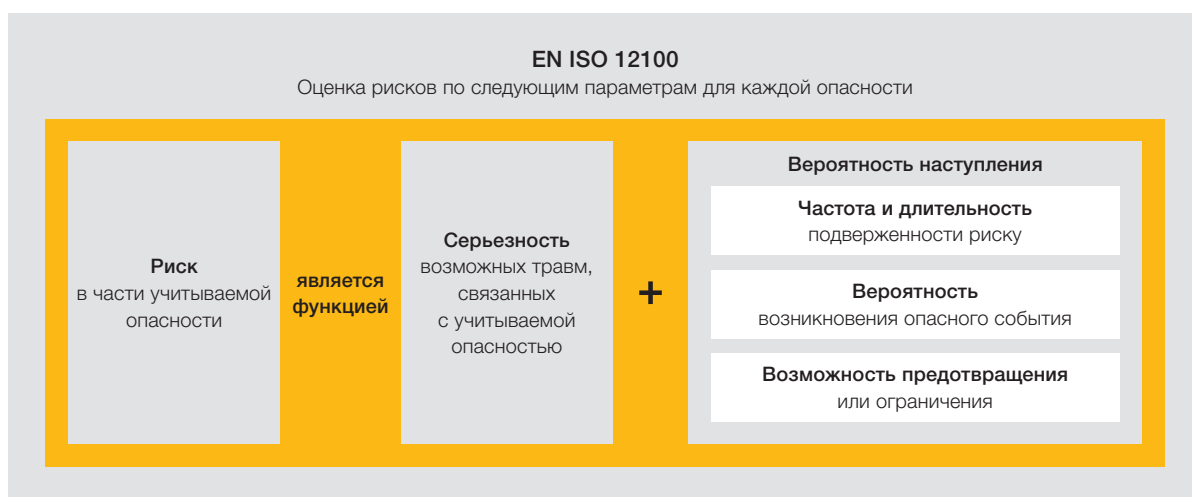 EN ISO 12100
Оценка рисков по следующим параметрам для каждой опасности
Риск
в части учитываемой
опасности
является
функцией
Серьезность
возможных травм,
связанных
с учитываемой
опасностью
+
Вероятность наступления
Частота и длительность
подверженности риску
Вероятность
возникновения опасного события
Возможность предотвращения
или ограничения